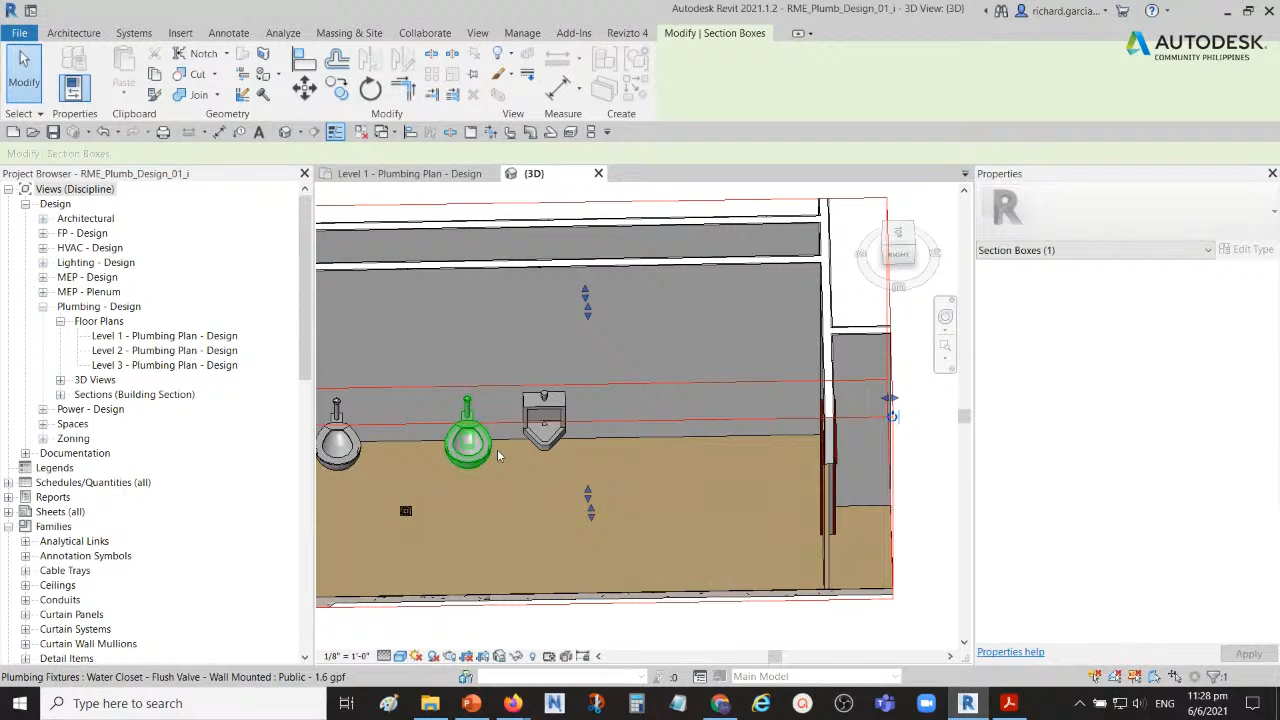 Autodesk Revit 2021.1.2 - RME_Plumb_Design_01_i - 3D View: {3D}
richard.garcia...
File Architecture Systems Insert Annotate Analyze Massing & Site Collaborate View Manage Add-Ins Revizto 4 Modify | Section Boxes
AUTODESK.
COMMUNITY PHILIPPINES
Modify
Paste
Notch
Cut
Join
Select Properties Clipboard Geometry Modify View Measure Create
Modify | Section Boxes
Project Browser - RME_Plumb_Design_01_i
Level 1 - Plumbing Plan - Design
{3D}
Properties
Views (Discipline)
Design
Architectural
FP - Design
HVAC - Design
Lighting - Design
MEP - Design
MEP - Plenum
Plumbing - Design
Floor Plans
Level 1 - Plumbing Plan - Design
Level 2 - Plumbing Plan - Design
Level 3 - Plumbing Plan - Design
3D Views
Sections (Building Section)
Power - Design
Spaces
Zoning
Documentation
Legends
Schedules/Quantities (all)
Reports
Sheets (all)
Families
Analytical Links
Annotation Symbols
Cable Trays
Ceilings
Conduits
Curtain Panels
Curtain Systems
Curtain Wall Mullions
Detail Items
RIGHT
Section Boxes (1)
Edit Type
Properties help
Apply
1/8" = 1'-0"
Plumbing Fixtures : Water Closet - Flush Valve - Wall Mounted : Public - 1.6 gpf
:0
Main Model
:1
Type here to search
ENG
11:28 pm
6/6/2021